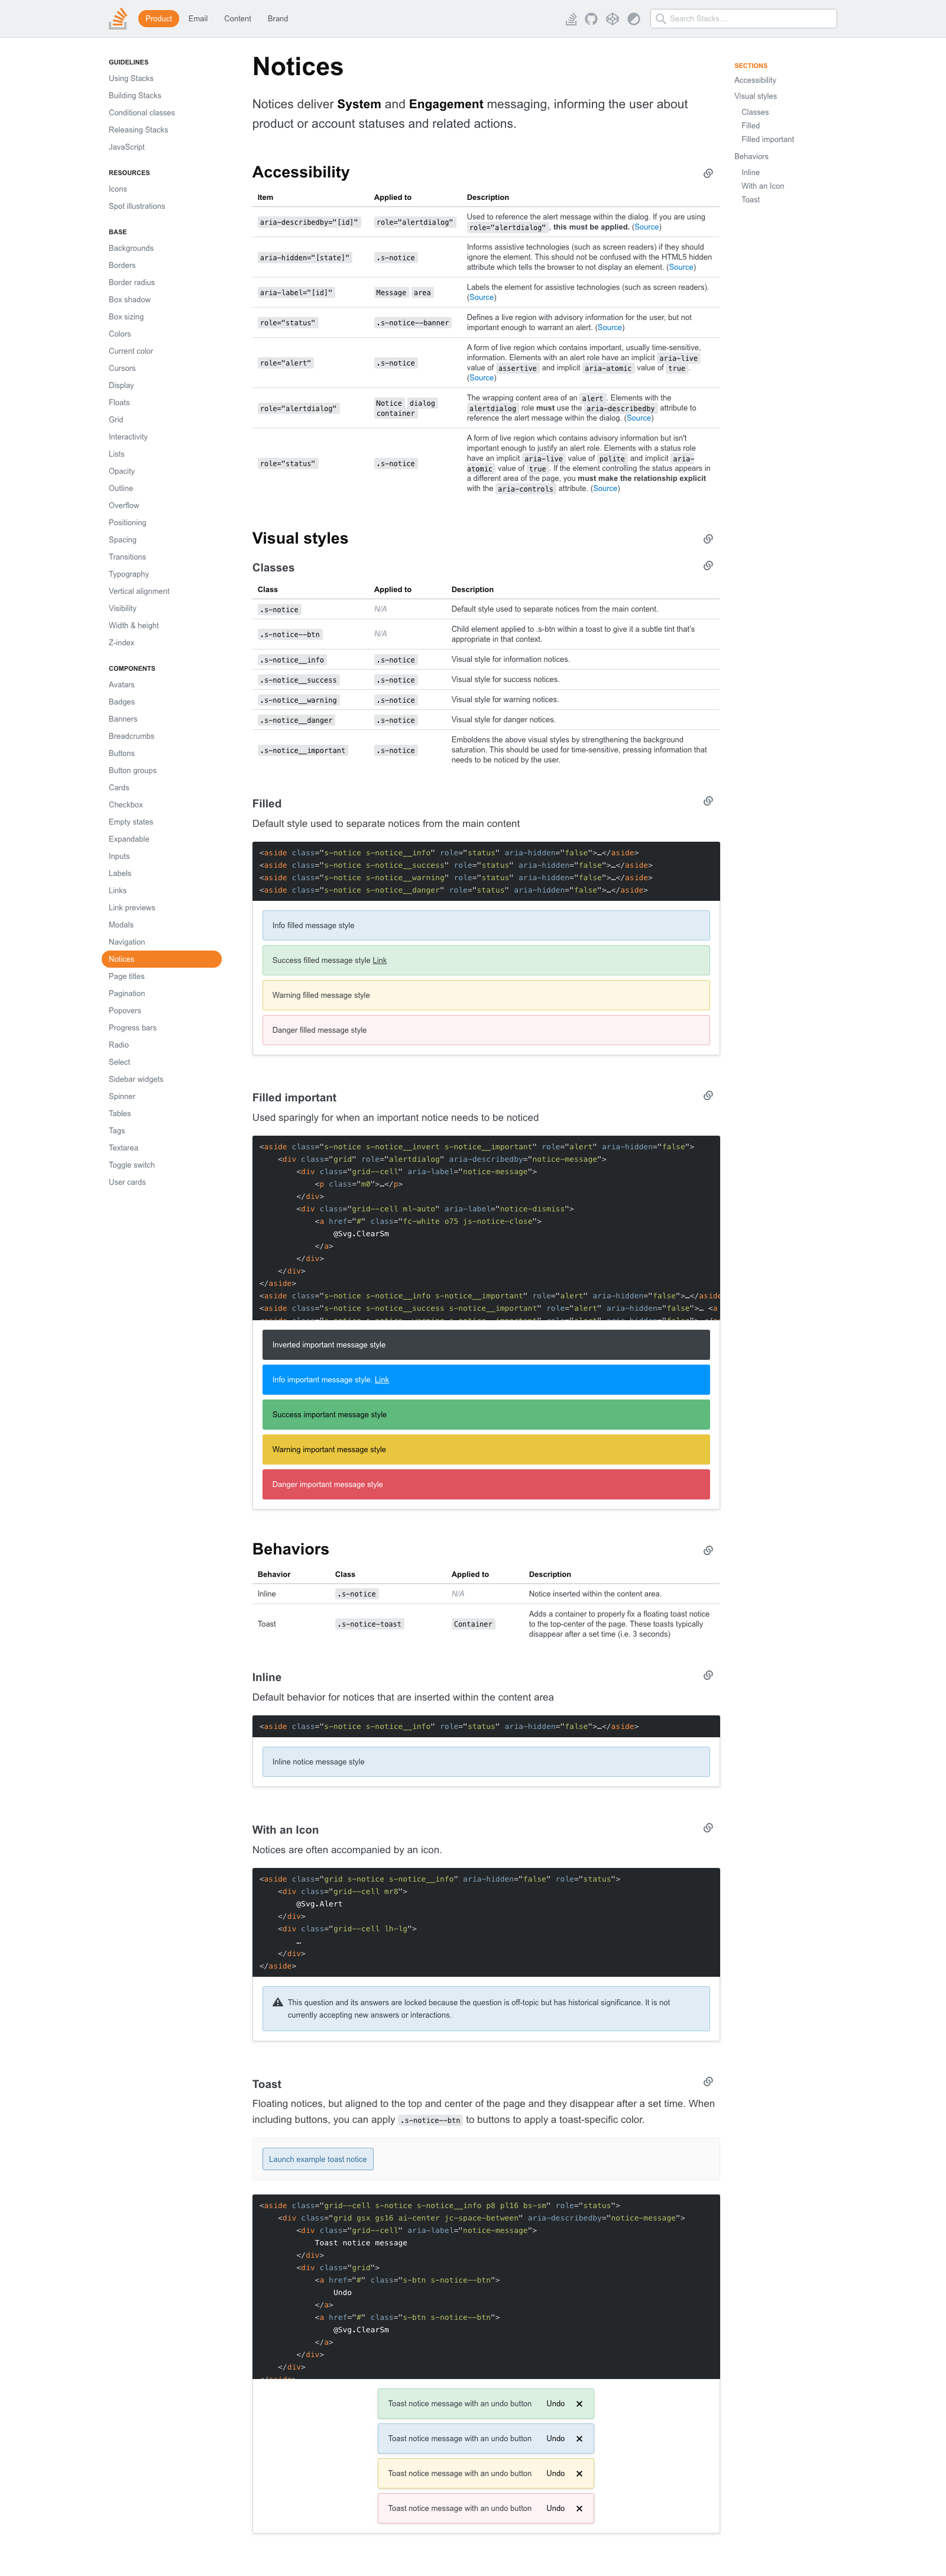 Product Email Content Brand
Search Stacks…
GUIDELINES
Using Stacks
Building Stacks
Conditional classes
Releasing Stacks
JavaScript
RESOURCES
Icons
Spot illustrations
BASE
Backgrounds
Borders
Border radius
Box shadow
Box sizing
Colors
Current color
Cursors
Display
Floats
Grid
Interactivity
Lists
Opacity
Outline
Overflow
Positioning
Spacing
Transitions
Typography
Vertical alignment
Visibility
Width & height
Z-index
COMPONENTS
Avatars
Badges
Banners
Breadcrumbs
Buttons
Button groups
Cards
Checkbox
Empty states
Expandable
Inputs
Labels
Links
Link previews
Modals
Navigation
Notices
Page titles
Pagination
Popovers
Progress bars
Radio
Select
Sidebar widgets
Spinner
Tables
Tags
Textarea
Toggle switch
User cards
Notices
Notices deliver System and Engagement messaging, informing the user about
product or account statuses and related actions.
Accessibility
Item Applied to Description
aria-describedby="[id]" role="alertdialog" Used to reference the alert message within the dialog. If you are using
role="alertdialog" , this must be applied. (Source)
aria-hidden="[state]" .s-notice Informs assistive technologies (such as screen readers) if they should
ignore the element. This should not be confused with the HTML5 hidden
attribute which tells the browser to not display an element. (Source)
aria-label="[id]" Message area Labels the element for assistive technologies (such as screen readers).
(Source)
role="status" .s-notice--banner Defines a live region with advisory information for the user, but not
important enough to warrant an alert. (Source)
role="alert" .s-notice A form of live region which contains important, usually time-sensitive,
information. Elements with an alert role have an implicit aria-live
value of assertive and implicit aria-atomic value of true .
(Source)
role="alertdialog" Notice dialog
container The wrapping content area of an alert . Elements with the
alertdialog role must use the aria-describedby attribute to
reference the alert message within the dialog. (Source)
role="status" .s-notice A form of live region which contains advisory information but isn't
important enough to justify an alert role. Elements with a status role
have an implicit aria-live value of polite and implicit aria-
atomic value of true . If the element controlling the status appears in
a different area of the page, you must make the relationship explicit
with the aria-controls attribute. (Source)
Visual styles
Classes
Class Applied to Description
.s-notice N/A Default style used to separate notices from the main content.
.s-notice--btn N/A Child element applied to .s-btn within a toast to give it a subtle tint that's
appropriate in that context.
.s-notice__info .s-notice Visual style for information notices.
.s-notice__success .s-notice Visual style for success notices.
.s-notice__warning .s-notice Visual style for warning notices.
.s-notice__danger .s-notice Visual style for danger notices.
.s-notice__important .s-notice Emboldens the above visual styles by strengthening the background
saturation. This should be used for time-sensitive, pressing information that
needs to be noticed by the user.
Filled
Default style used to separate notices from the main content
<aside class="s-notice s-notice__info" role="status" aria-hidden="false">…</aside>
<aside class="s-notice s-notice__success" role="status" aria-hidden="false">…</aside>
<aside class="s-notice s-notice__warning" role="status" aria-hidden="false">…</aside>
<aside class="s-notice s-notice__danger" role="status" aria-hidden="false">…</aside>
Info filled message style
Success filled message style Link
Warning filled message style
Danger filled message style
Filled important
Used sparingly for when an important notice needs to be noticed
<aside class="s-notice s-notice__invert s-notice__important" role="alert" aria-hidden="false">
<div class="grid" role="alertdialog" aria-describedby="notice-message">
<div class="grid--cell" aria-label="notice-message">
<p class="m0">…</p>
</div>
<div class="grid--cell ml-auto" aria-label="notice-dismiss">
<a href="#" class="fc-white o75 js-notice-close">
@Svg.ClearSm
</a>
</div>
</div>
</aside>
<aside class="s-notice s-notice__info s-notice__important" role="alert" aria-hidden="false">…</aside
<aside class="s-notice s-notice__success s-notice__important" role="alert" aria-hidden="false">… <a
Inverted important message style
Info important message style. Link
Success important message style
Warning important message style
Danger important message style
Behaviors
Behavior Class Applied to Description
Inline .s-notice N/A Notice inserted within the content area.
Toast .s-notice-toast Container Adds a container to properly fix a floating toast notice
to the top-center of the page. These toasts typically
disappear after a set time (i.e. 3 seconds)
Inline
Default behavior for notices that are inserted within the content area
<aside class="s-notice s-notice__info" role="status" aria-hidden="false">…</aside>
Inline notice message style
With an Icon
Notices are often accompanied by an icon.
<aside class="grid s-notice s-notice__info" aria-hidden="false" role="status">
<div class="grid--cell mr8">
@Svg.Alert
</div>
<div class="grid--cell lh-lg">
…
</div>
</aside>
This question and its answers are locked because the question is off-topic but has historical significance. It is not
currently accepting new answers or interactions.
Toast
Floating notices, but aligned to the top and center of the page and they disappear after a set time. When
including buttons, you can apply .s-notice--btn to buttons to apply a toast-specific color.
Launch example toast notice
<aside class="grid--cell s-notice s-notice__info p8 pl16 bs-sm" role="status">
<div class="grid gsx gs16 ai-center jc-space-between" aria-describedby="notice-message">
<div class="grid--cell" aria-label="notice-message">
Toast notice message
</div>
<div class="grid">
<a href="#" class="s-btn s-notice--btn">
Undo
</a>
<a href="#" class="s-btn s-notice--btn">
@Svg.ClearSm
</a>
</div>
</div>
Toast notice message with an undo button Undo
Toast notice message with an undo button Undo
Toast notice message with an undo button Undo
Toast notice message with an undo button Undo
SECTIONS
Accessibility
Visual styles
Classes
Filled
Filled important
Behaviors
Inline
With an Icon
Toast